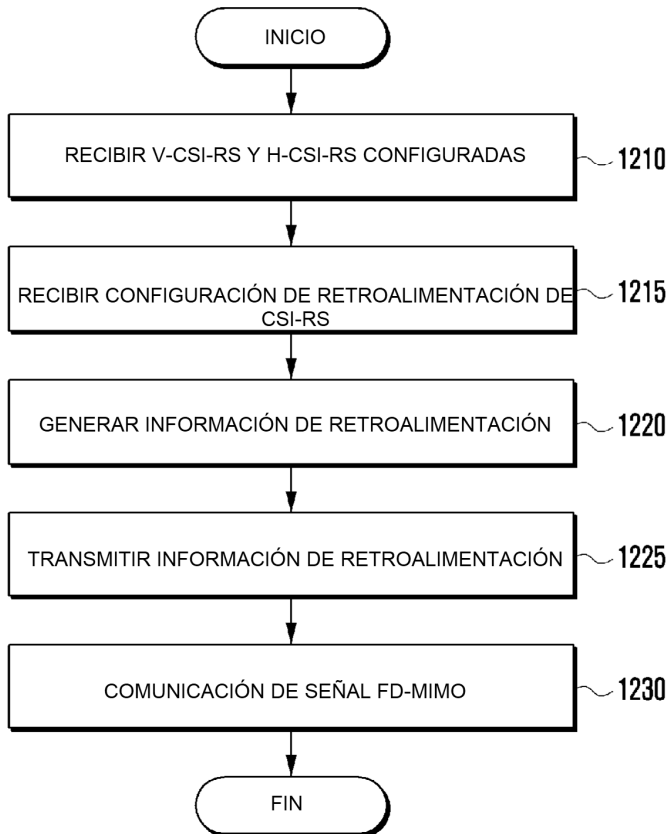 INICIO
RECIBIR V-CSI-RS Y H-CSI-RS CONFIGURADAS
1210
RECIBIR CONFIGURACIÓN DE RETROALIMENTACIÓN DE
CSI-RS
1215
GENERAR INFORMACIÓN DE RETROALIMENTACIÓN
1220
TRANSMITIR INFORMACIÓN DE RETROALIMENTACIÓN
1225
COMUNICACIÓN DE SEÑAL FD-MIMO
1230
FIN